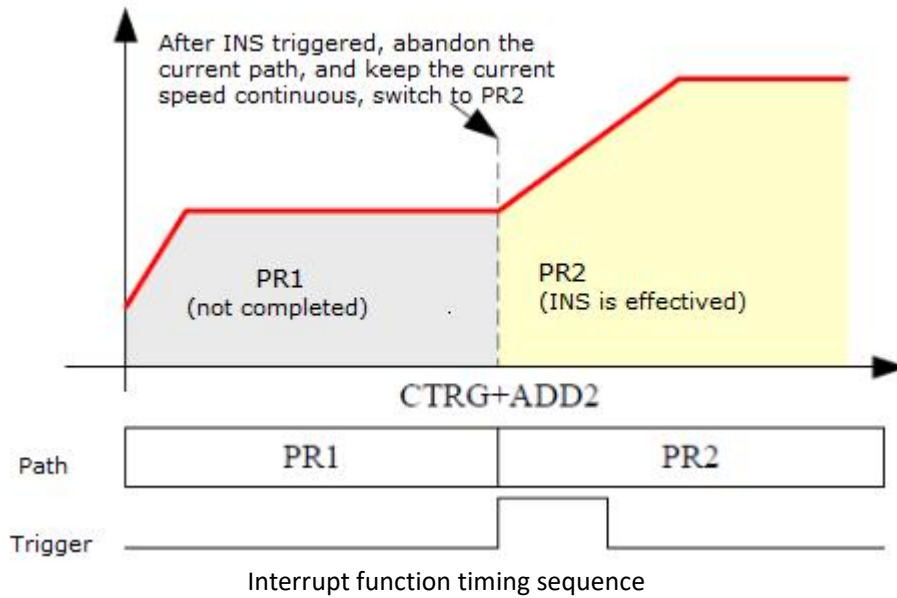 After INS triggered, abandon the
current path, and keep the current
speed continuous, switch to PR2
PR1
(not completed)
PR2
(INS is effectived)
CTRG+ADD2
Path
PR1
PR2
Trigger
Interrupt function timing sequence